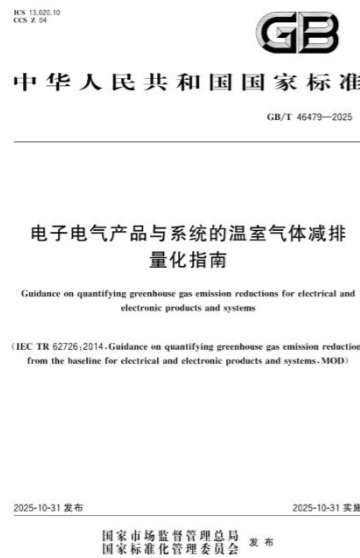 ICS 13.020.10
CCS Z 04
GB
中华人民共和国国家标准
GB/T 46479—2025
电子电气产品与系统的温室气体减排
量化指南
Guidance on quantifying greenhouse gas emission reductions for electrical and
electronic products and systems
(IEC TR 62726:2014,Guidance on quantifying greenhouse gas emission reduction
from the baseline for electrical and electronic products and systems,MOD)
2025-10-31 发布
2025-10-31 实施
国家市场监督管理总局
国家标准化管理委员会 发布